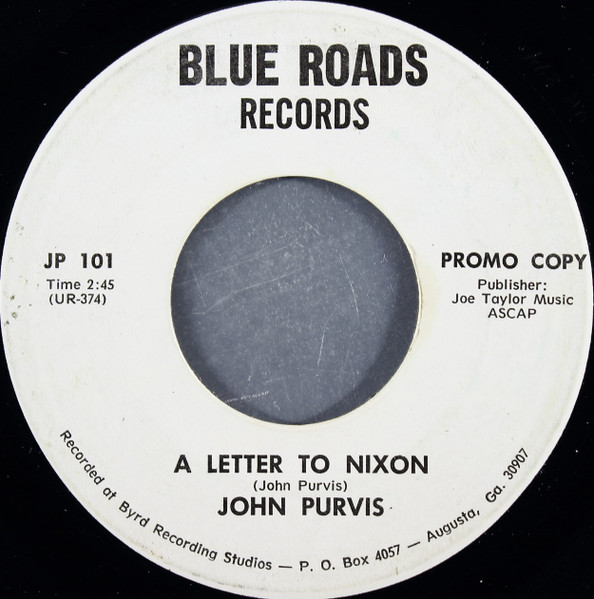 BLUE ROADS
RECORDS
JP 101
Time 2:45
(UR-374)
PROMO COPY
Publisher:
Joe Taylor Music
ASCAP
A LETTER TO NIXON
(John Purvis)
JOHN PURVIS
Recorded at Byrd Recording Studios — P. O. Box 4057 — Augusta, Ga. 30907